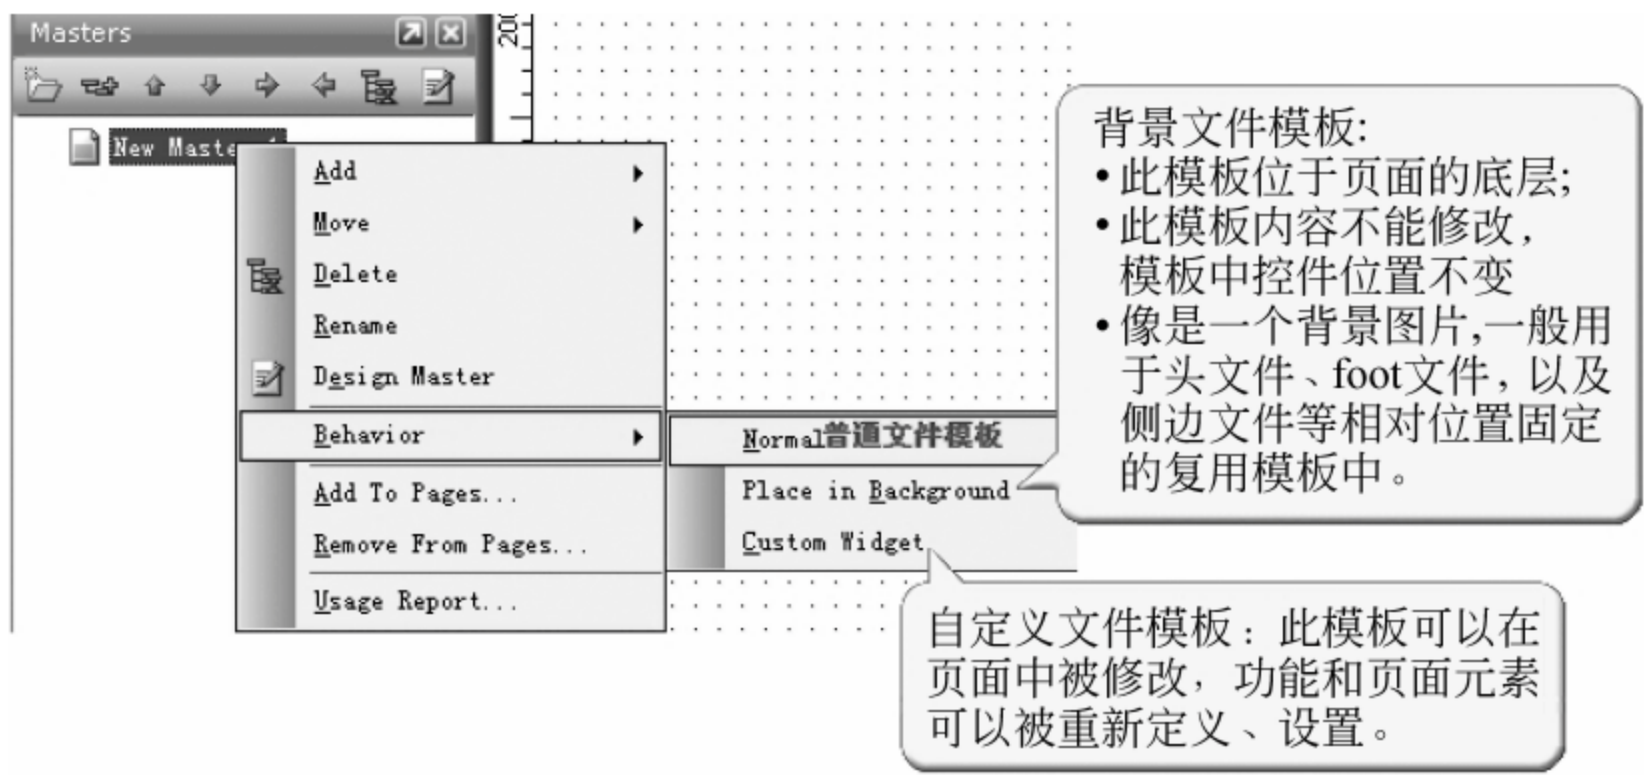 Masters
200
New Master
Add
Move
Delete
Rename
Design Master
Behavior
Add To Pages...
Remove From Pages...
Usage Report...
Normal普通文件模板
Place in Background
Custom Widget
背景文件模板:
•此模板位于页面的底层;
•此模板内容不能修改，
模板中控件位置不变
•像是一个背景图片,一般用
于头文件、foot文件，以及
侧边文件等相对位置固定
的复用模板中。
自定义文件模板：此模板可以在
页面中被修改，功能和页面元素
可以被重新定义、设置。